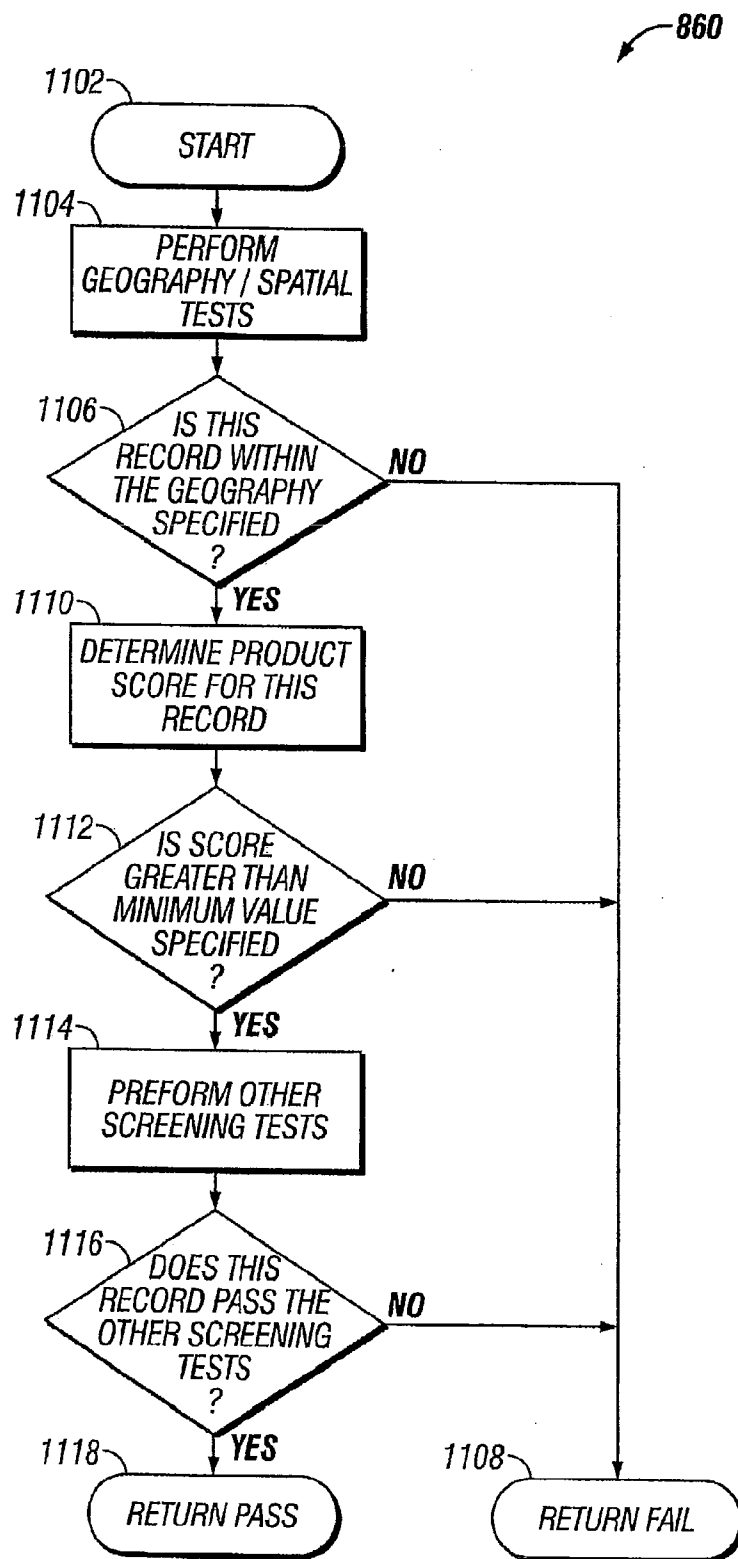 860
1102
START
1104
PERFORM
GEOGRAPHY / SPATIAL
TESTS
1106
IS THIS
RECORD WITHIN
THE GEOGRAPHY
SPECIFIED
?
NO
YES
1110
DETERMINE PRODUCT
SCORE FOR THIS
RECORD
1112
IS SCORE
GREATER THAN
MINIMUM VALUE
SPECIFIED
?
NO
YES
1114
PREFORM OTHER
SCREENING TESTS
1116
DOES THIS
RECORD PASS THE
OTHER SCREENING
TESTS
?
NO
YES
1118
RETURN PASS
1108
RETURN FAIL